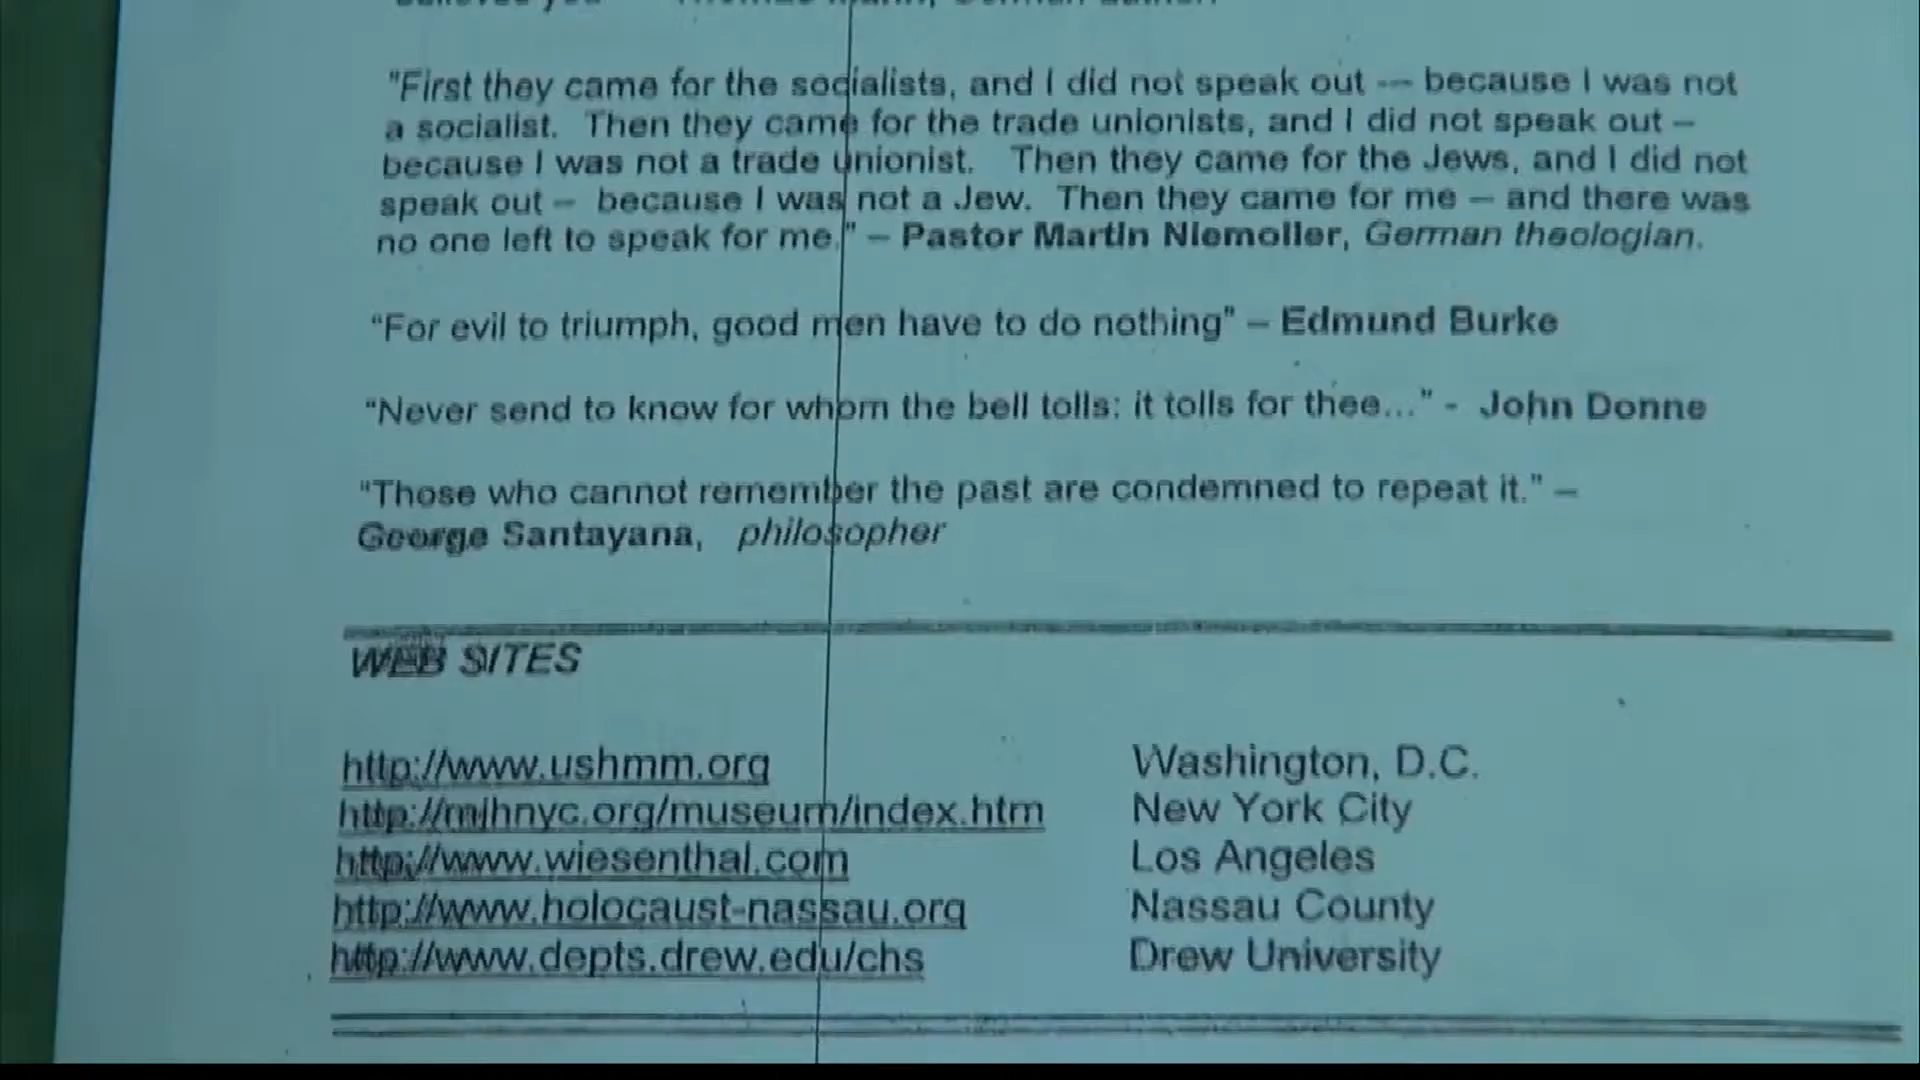 "First they came for the socialists, and I did not speak out --- because I was not
a socialist. Then they came for the trade unionists, and I did not speak out –
because I was not a trade unionist. Then they came for the Jews, and I did not
speak out – because I was not a Jew. Then they came for me – and there was
no one left to speak for me." – Pastor Martin Niemoller, German theologian.
"For evil to triumph, good men have to do nothing" – Edmund Burke
"Never send to know for whom the bell tolls: it tolls for thee..." - John Donne
"Those who cannot remember the past are condemned to repeat it." –
George Santayana, philosopher
WEB SITES
http://www.ushmm.org Washington, D.C.
http://mjhnyc.org/museum/index.htm New York City
http://www.wiesenthal.com Los Angeles
http://www.holocaust-nassau.org Nassau County
http://www.depts.drew.edu/chs Drew University